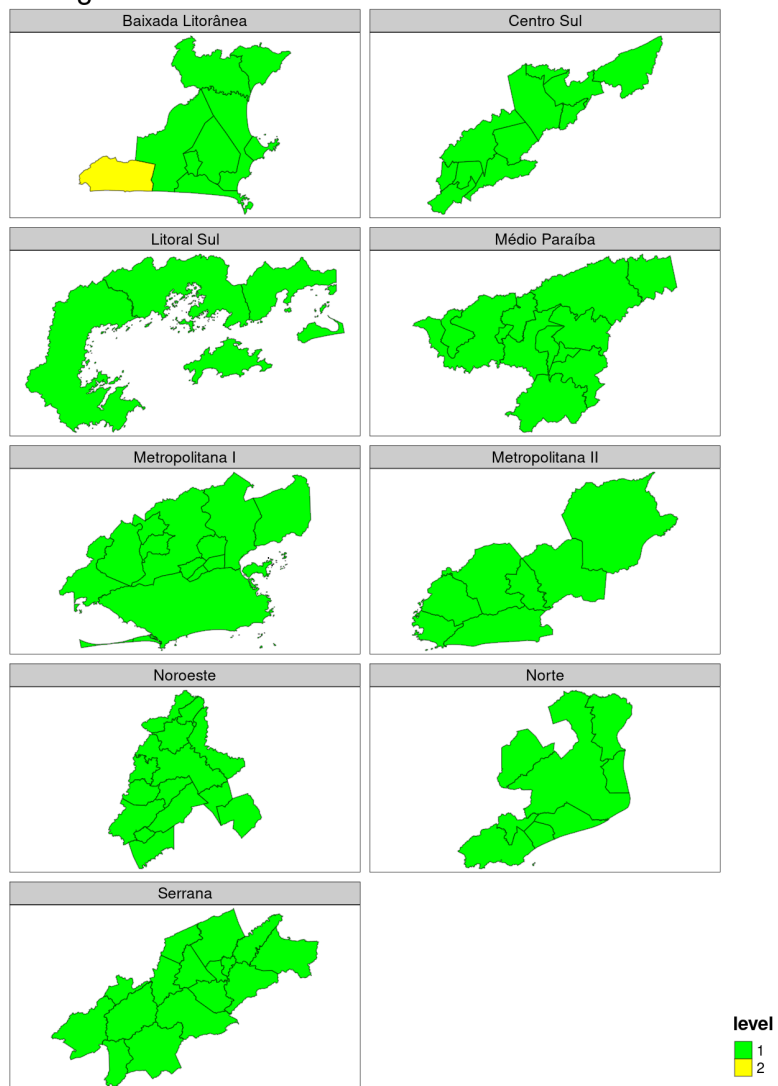 Baixada Litorânea
Centro Sul
Litoral Sul
Médio Paraíba
Metropolitana I
Metropolitana II
Noroeste
Norte
Serrana
level
1
2